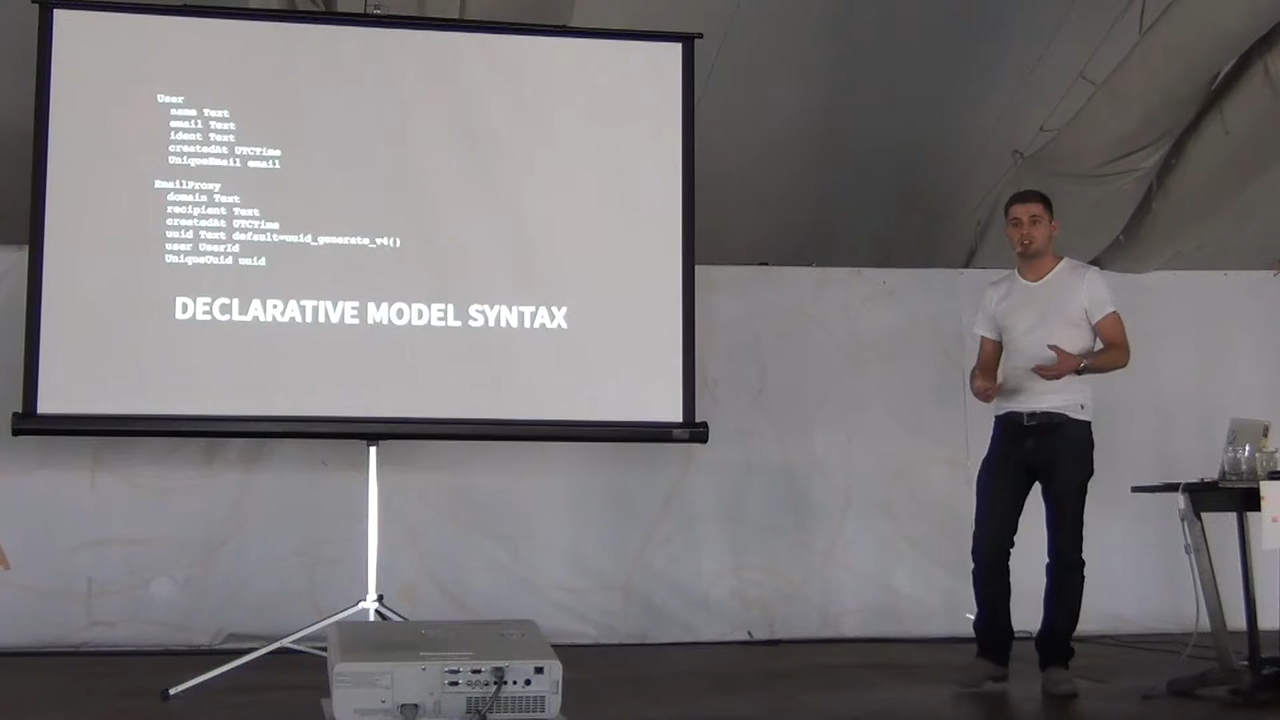 User
name Text
email Text
ident Text
createdAt UTCTime
UniqueEmail email
EmailProxy
domain Text
recipient Text
createdAt UTCTime
uuid Text default=uuid_generate_v4()
user UserId
UniqueUuid uuid
DECLARATIVE MODEL SYNTAX